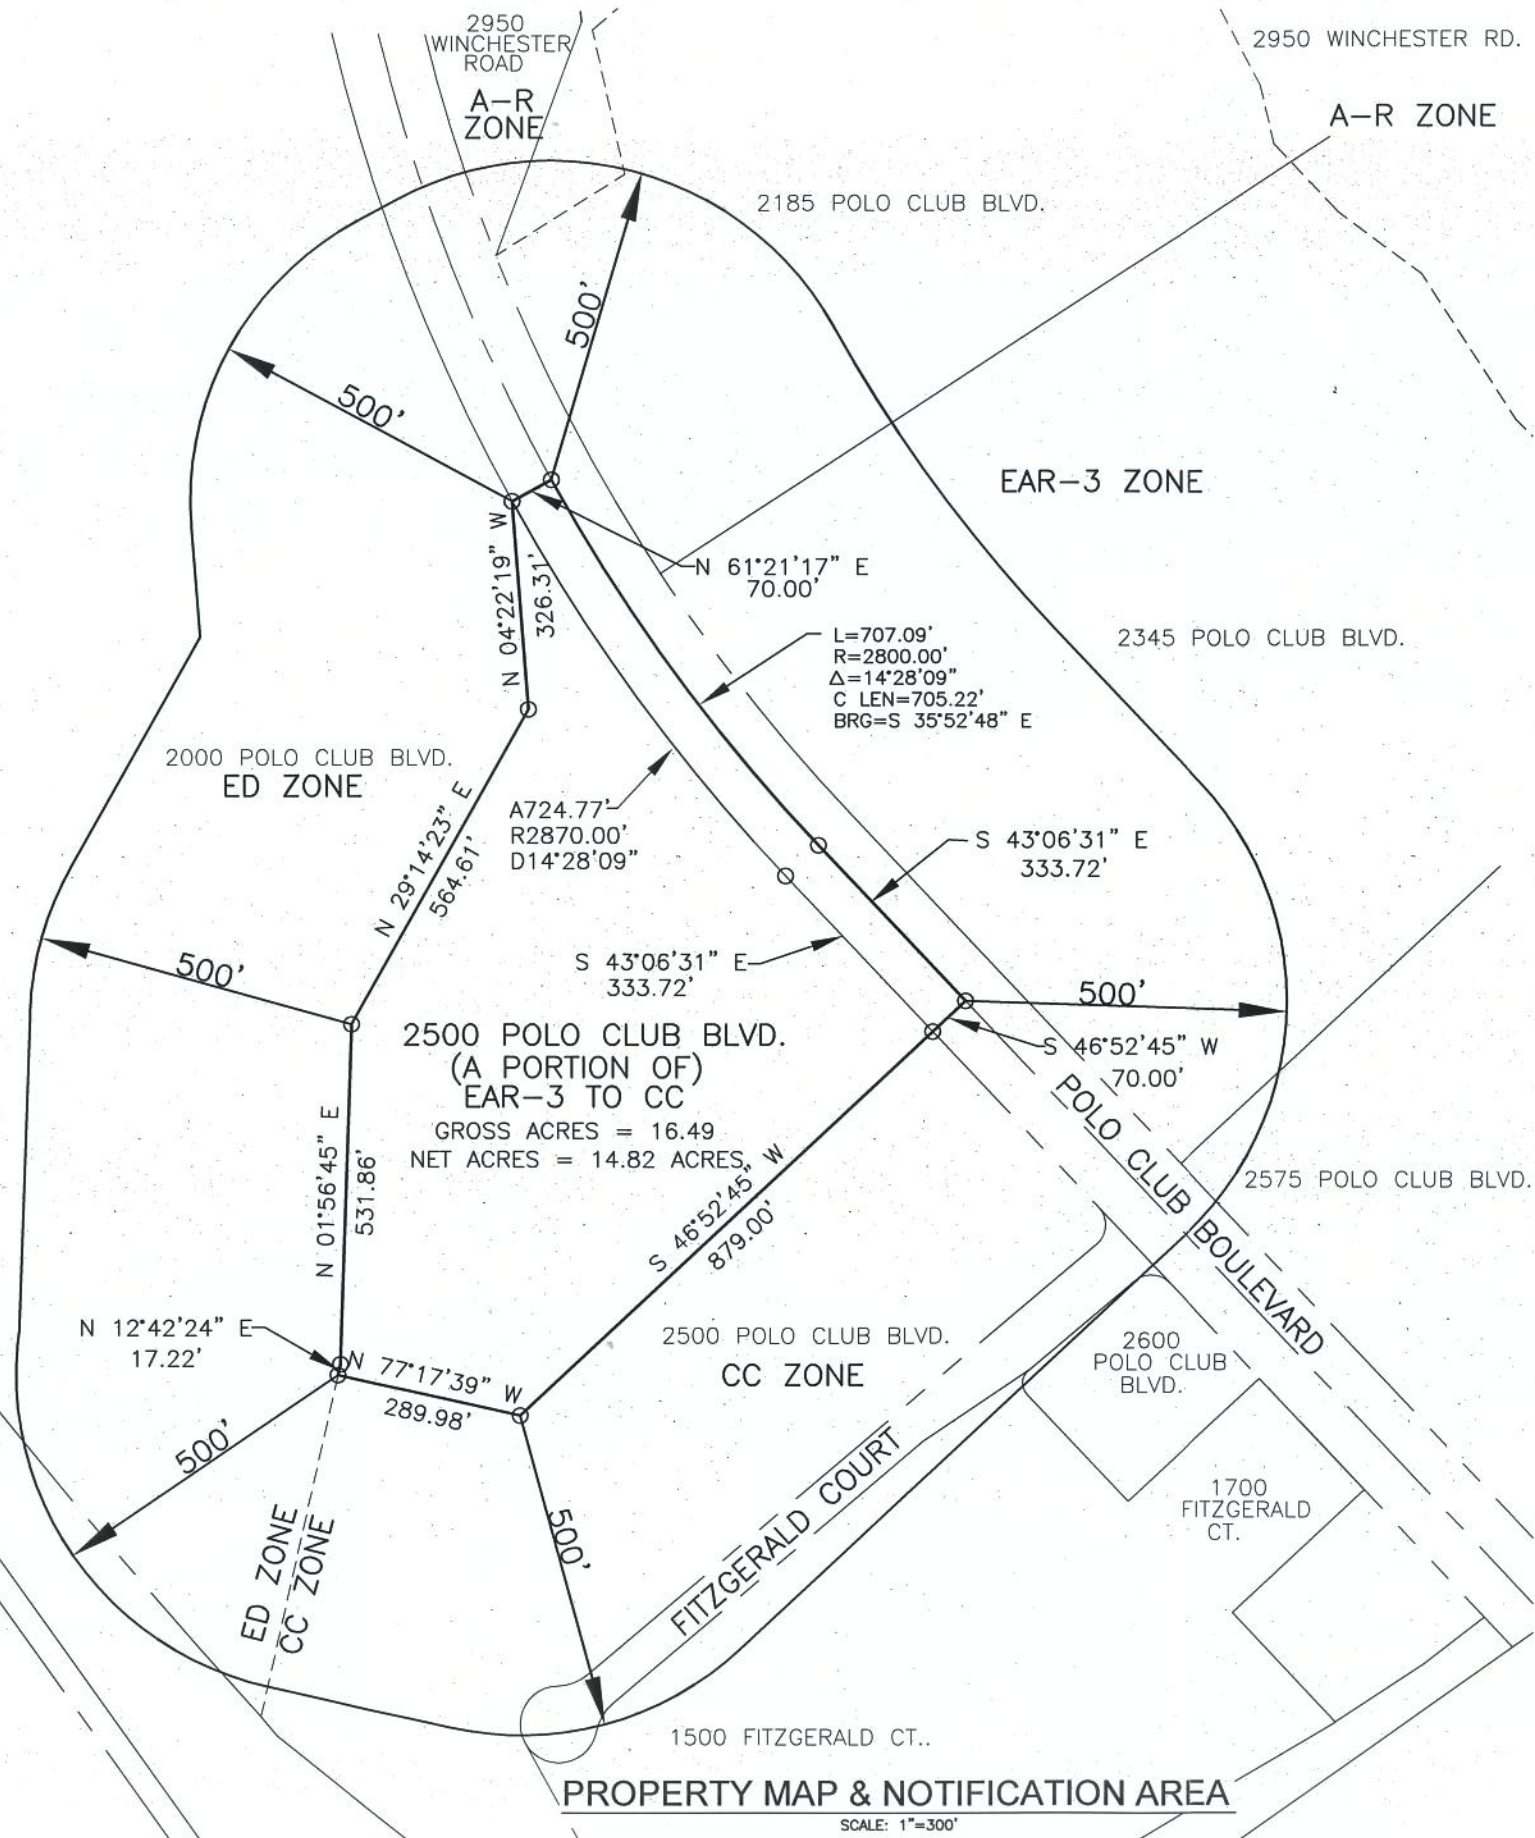 2950
WINCHESTER
ROAD
A-R
ZONE
2950 WINCHESTER RD.
A-R ZONE
2185 POLO CLUB BLVD.
500'
500'
EAR-3 ZONE
N 61°21'17" E
70.00'
N 04°22'19" W
326.31'
L=707.09'
R=2800.00'
Δ=14°28'09"
C LEN=705.22'
BRG=S 35°52'48" E
2345 POLO CLUB BLVD.
2000 POLO CLUB BLVD.
ED ZONE
N 29°14'23" E
564.61'
A724.77'
R2870.00'
D14°28'09"
S 43°06'31" E
333.72'
S 43°06'31" E
333.72'
500'
500'
2500 POLO CLUB BLVD.
(A PORTION OF)
EAR-3 TO CC
GROSS ACRES = 16.49
NET ACRES = 14.82 ACRES
S 46°52'45" W
70.00'
POLO CLUB BOULEVARD
N 01°56'45" E
531.86'
S 46°52'45" W
879.00'
2575 POLO CLUB BLVD.
N 12°42'24" E
17.22'
N 77°17'39" W
289.98'
2500 POLO CLUB BLVD.
CC ZONE
2600
POLO CLUB
BLVD.
500'
500'
FITZGERALD COURT
1700
FITZGERALD
CT.
ED ZONE
CC ZONE
1500 FITZGERALD CT..
PROPERTY MAP & NOTIFICATION AREA
SCALE: 1"=300'